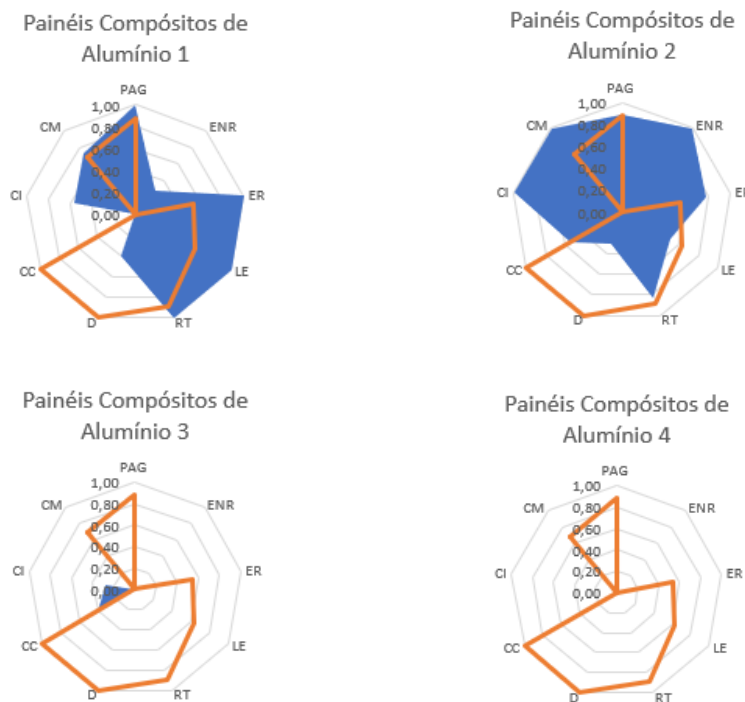 Painéis Compósitos de
Alumínio 1
PAG
ENR
ER
LE
RT
D
CC
CI
CM
1,00
0,80
0,60
0,40
0,20
0,00
Painéis Compósitos de
Alumínio 2
PAG
ENR
ER
LE
RT
D
CC
CI
CM
1,00
0,80
0,60
0,40
0,20
0,00
Painéis Compósitos de
Alumínio 3
PAG
ENR
ER
LE
RT
D
CC
CI
CM
1,00
0,80
0,60
0,40
0,20
0,00
Painéis Compósitos de
Alumínio 4
PAG
ENR
ER
LE
RT
D
CC
CI
CM
1,00
0,80
0,60
0,40
0,20
0,00